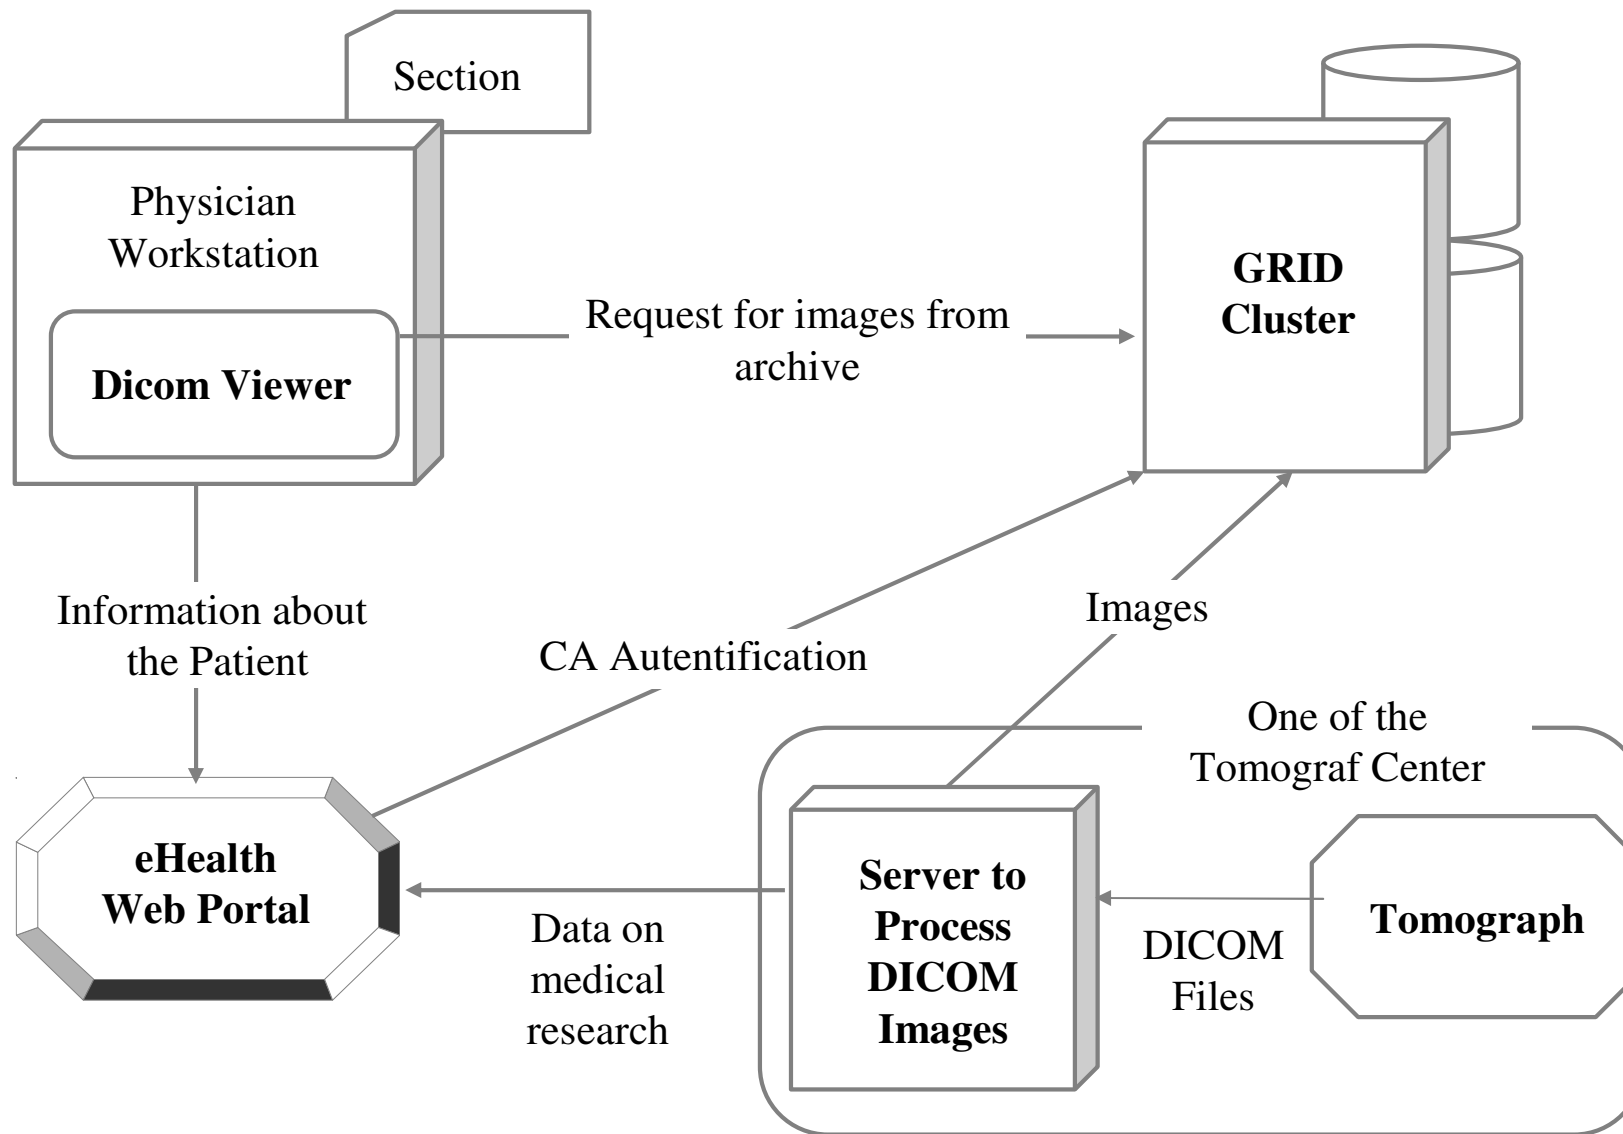 Section
Physician
Workstation
Dicom Viewer
Request for images from
archive
GRID
Cluster
Information about
the Patient
CA Autentification
Images
One of the
Tomograf Center
eHealth
Web Portal
Data on
medical
research
Server to
Process
DICOM
Images
DICOM
Files
Tomograph